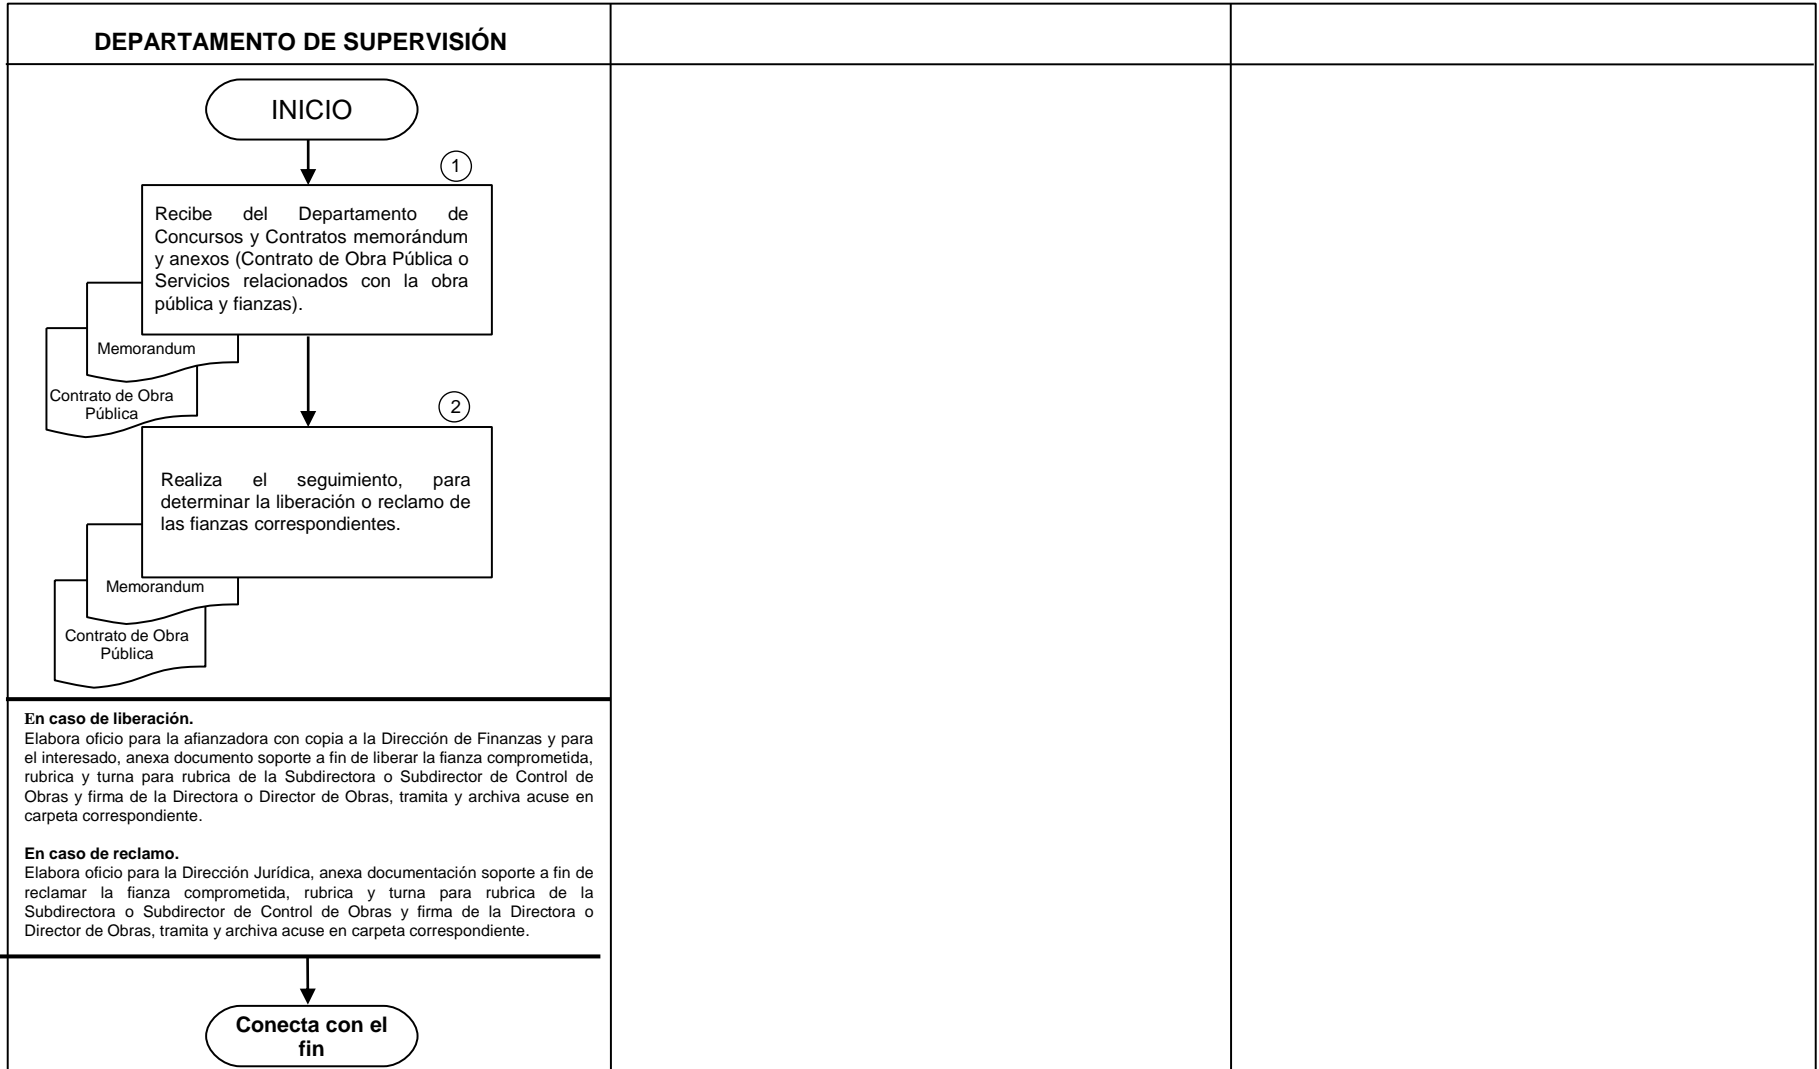 DEPARTAMENTO DE SUPERVISIÓN
INICIO
1
Recibe del Departamento de
Concursos y Contratos memorándum
y anexos (Contrato de Obra Pública o
Servicios relacionados con la obra
pública y fianzas).
Memorandum
Contrato de Obra
Pública
2
Realiza el seguimiento, para
determinar la liberación o reclamo de
las fianzas correspondientes.
Memorandum
Contrato de Obra
Pública
En caso de liberación.
Elabora oficio para la afianzadora con copia a la Dirección de Finanzas y para
el interesado, anexa documento soporte a fin de liberar la fianza comprometida,
rubrica y turna para rubrica de la Subdirectora o Subdirector de Control de
Obras y firma de la Directora o Director de Obras, tramita y archiva acuse en
carpeta correspondiente.
En caso de reclamo.
Elabora oficio para la Dirección Jurídica, anexa documentación soporte a fin de
reclamar la fianza comprometida, rubrica y turna para rubrica de la
Subdirectora o Subdirector de Control de Obras y firma de la Directora o
Director de Obras, tramita y archiva acuse en carpeta correspondiente.
Conecta con el
fin